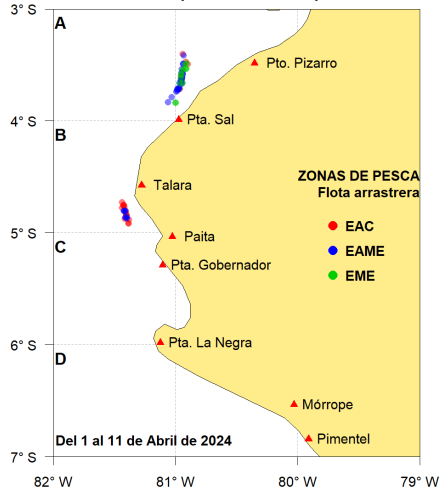 3° S
A
Pto. Pizarro
4° S
Pta. Sal
B
ZONAS DE PESCA
Talara
Flota arrastrera
EAC
5° S
Paita
C
EAME
Pta. Gobernador
EME
6° S
Pta. La Negra
D
Mórrope
Del 1 al 11 de Abril de 2024
Pimentel
7° S
82° W
81° W
80° W
79° W